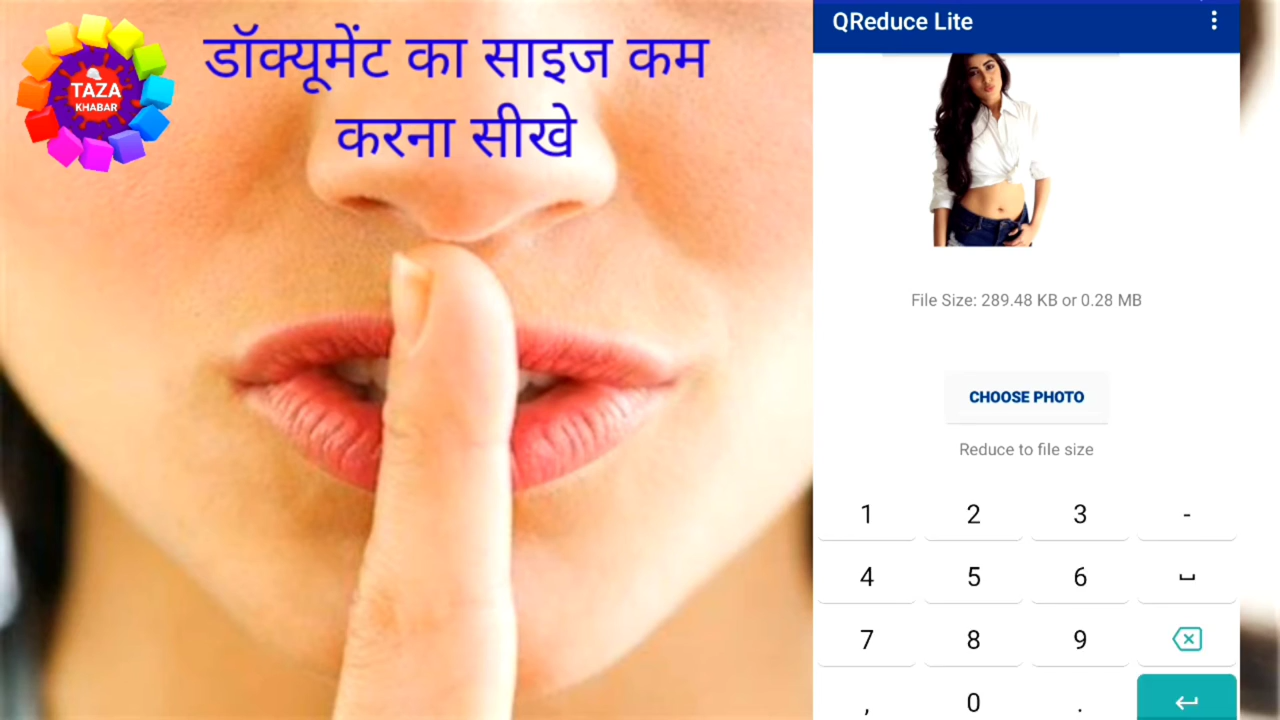 TAZA
KHABAR
डॉक्यूमेंट का साइज कम
करना सीखे
QReduce Lite
File Size: 289.48 KB or 0.28 MB
CHOOSE PHOTO
Reduce to file size
1 2 3 -
4 5 6
7 8 9
, 0 .